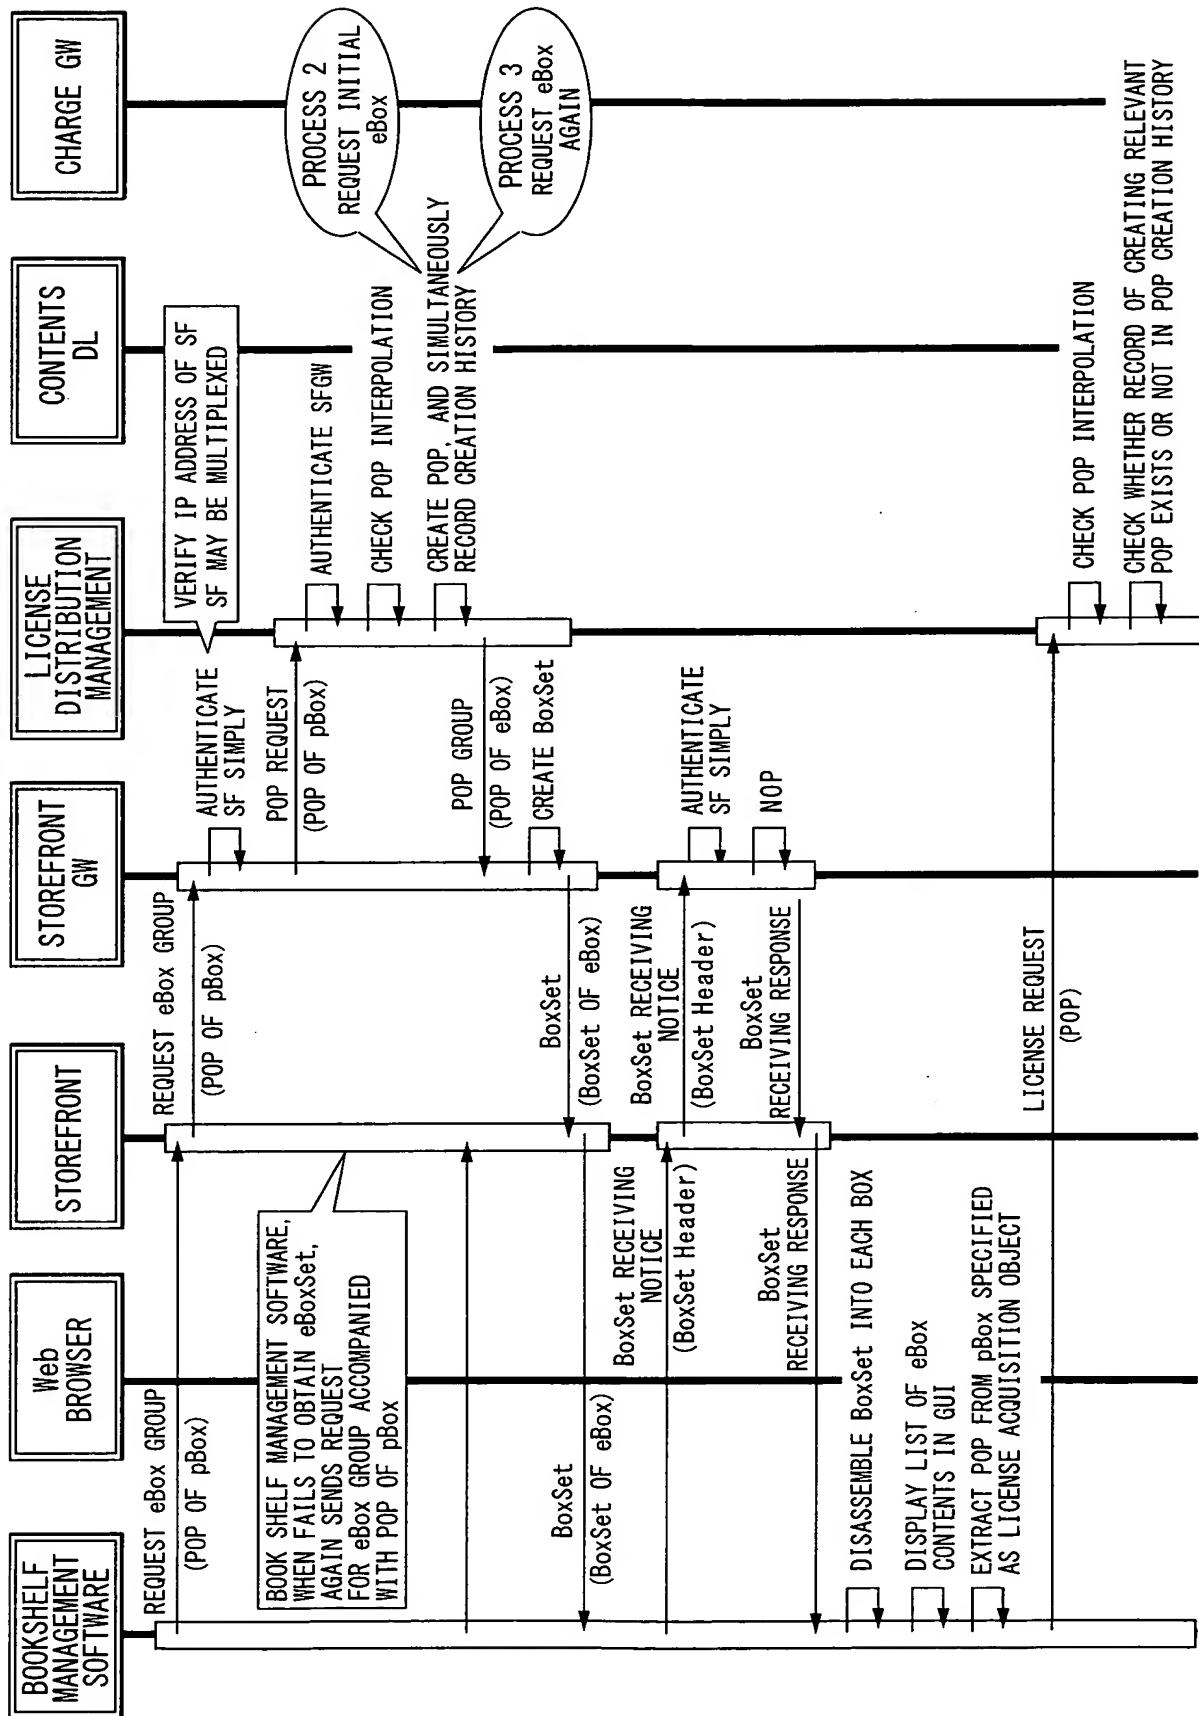 BOOKSHELF
MANAGEMENT
SOFTWARE
Web
BROWSER
STOREFRONT
STOREFRONT
GW
LICENSE
DISTRIBUTION
MANAGEMENT
CONTENTS
DL
CHARGE GW
REQUEST eBox GROUP
(POP OF pBox)
REQUEST eBox GROUP
(POP OF pBox)
AUTHENTICATE
SF SIMPLY
VERIFY IP ADDRESS OF SF
SF MAY BE MULTIPLEXED
POP REQUEST
(POP OF pBox)
AUTHENTICATE SFGW
CHECK POP INTERPOLATION
CREATE POP, AND SIMULTANEOUSLY
RECORD CREATION HISTORY
PROCESS 2
REQUEST INITIAL
eBox
PROCESS 3
REQUEST eBox
AGAIN
BOOK SHELF MANAGEMENT SOFTWARE,
WHEN FAILS TO OBTAIN eBoxSet,
AGAIN SENDS REQUEST
FOR eBox GROUP ACCOMPANIED
WITH POP OF pBox
POP GROUP
(POP OF eBox)
CREATE BoxSet
BoxSet
(BoxSet OF eBox)
BoxSet
(BoxSet OF eBox)
BoxSet RECEIVING
NOTICE
(BoxSet Header)
BoxSet RECEIVING
NOTICE
(BoxSet Header)
AUTHENTICATE
SF SIMPLY
NOP
BoxSet
RECEIVING RESPONSE
BoxSet
RECEIVING RESPONSE
DISASSEMBLE BoxSet INTO EACH BOX
DISPLAY LIST OF eBox
CONTENTS IN GUI
EXTRACT POP FROM pBox SPECIFIED
AS LICENSE ACQUISITION OBJECT
LICENSE REQUEST
(POP)
CHECK POP INTERPOLATION
CHECK WHETHER RECORD OF CREATING RELEVANT
POP EXISTS OR NOT IN POP CREATION HISTORY